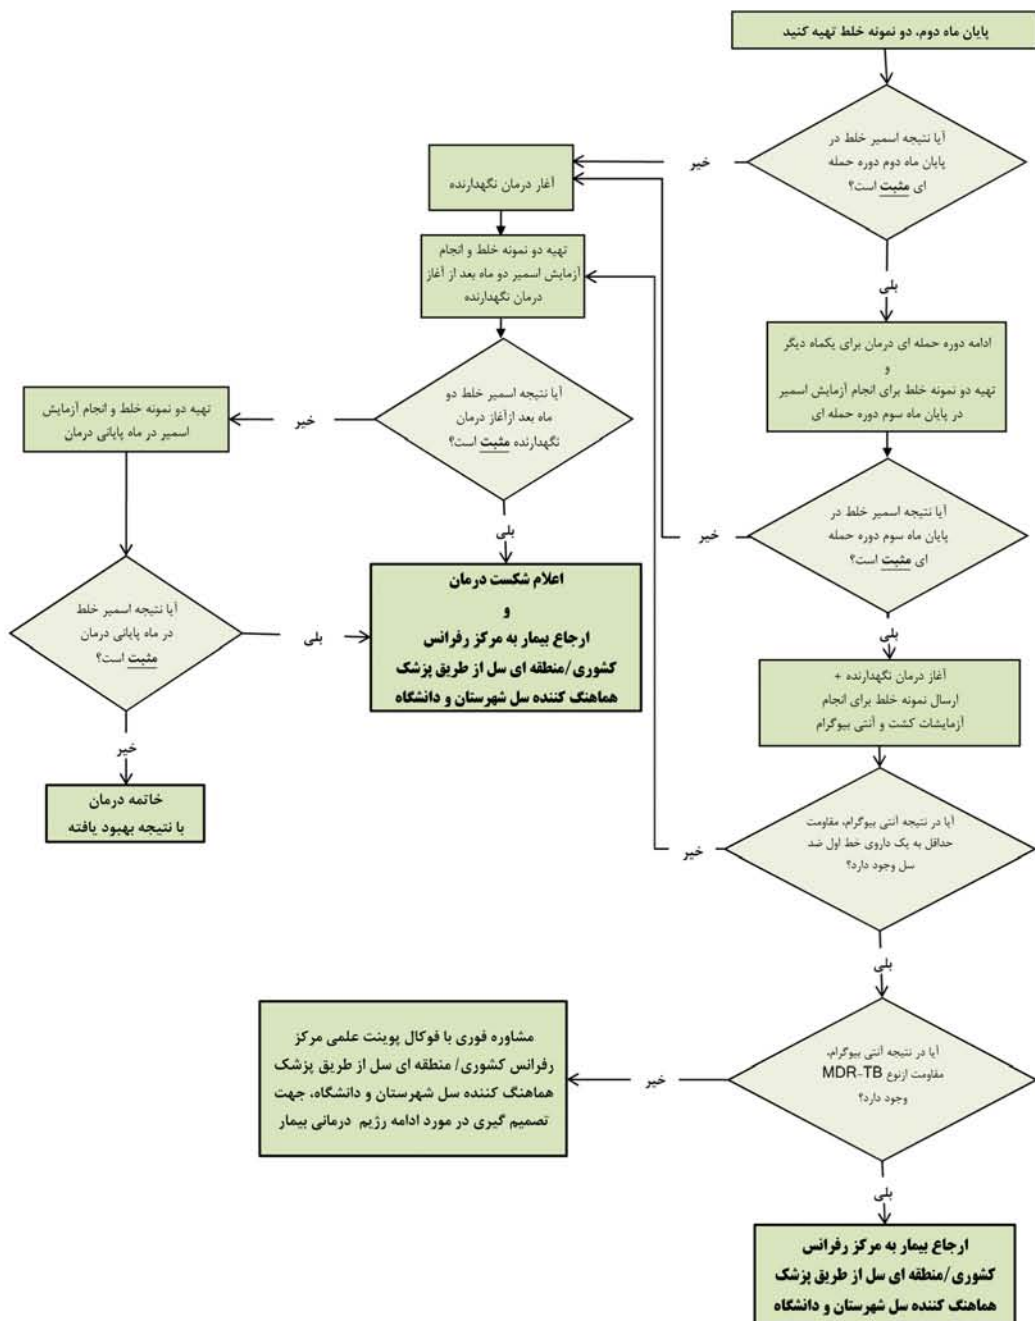 پایان ماه دوم، دو نمونه خلط تهیه کنید
آیا نتیجه اسمیر خلط در
پایان ماه دوم دوره حمله
ای مثبت است؟
خیر
بلی
آغاز درمان نگهدارنده
تهیه دو نمونه خلط و انجام
آزمایش اسمیر دو ماه بعد از آغاز
درمان نگهدارنده
ادامه دوره حمله ای درمان برای یکماه دیگر
و
تهیه دو نمونه خلط برای انجام آزمایش اسمیر
در پایان ماه سوم دوره حمله ای
آیا نتیجه اسمیر خلط دو
ماه بعد ازآغاز درمان
نگهدارنده مثبت است؟
خیر
بلی
تهیه دو نمونه خلط و انجام آزمایش
اسمیر در ماه پایانی درمان
آیا نتیجه اسمیر خلط در
پایان ماه سوم دوره حمله
ای مثبت است؟
خیر
بلی
اعلام شکست درمان
و
ارجاع بیمار به مرکز رفرانس
کشوری/منطقه ای سل از طریق پزشک
هماهنگ کننده سل شهرستان و دانشگاه
آیا نتیجه اسمیر خلط
در ماه پایانی درمان
مثبت است؟
بلی
خیر
خاتمه درمان
با نتیجه بهبود یافته
آغاز درمان نگهدارنده +
ارسال نمونه خلط برای انجام
آزمایشات کشت و آنتی بیوگرام
آیا در نتیجه آنتی بیوگرام، مقاومت
حداقل به یک داروی خط اول ضد
سل وجود دارد؟
خیر
بلی
آیا در نتیجه آنتی بیوگرام،
مقاومت ازنوع MDR-TB
وجود دارد؟
خیر
بلی
مشاوره فوری با فوکال پوینت علمی مرکز
رفرانس کشوری/ منطقه ای سل از طریق پزشک
هماهنگ کننده سل شهرستان و دانشگاه، جهت
تصمیم گیری در مورد ادامه رژیم درمانی بیمار
ارجاع بیمار به مرکز رفرانس
کشوری/منطقه ای سل از طریق پزشک
هماهنگ کننده سل شهرستان و دانشگاه